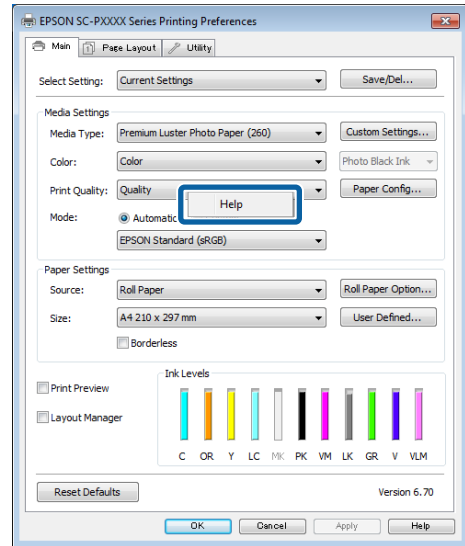 EPSON SC-PXXXX Series Printing Preferences
Main Page Layout Utility
Select Setting: Current Settings Save/Del...
Media Settings
Media Type: Premium Luster Photo Paper (260) Custom Settings...
Color: Color Photo Black Ink
Print Quality: Quality Paper Config...
Help
Mode: Automatic
EPSON Standard (sRGB)
Paper Settings
Source: Roll Paper Roll Paper Option...
Size: A4 210 x 297 mm User Defined...
Borderless
Ink Levels
Print Preview
Layout Manager
C OR Y LC MK PK VM LK GR V VLM
Reset Defaults Version 6.70
OK Cancel Apply Help